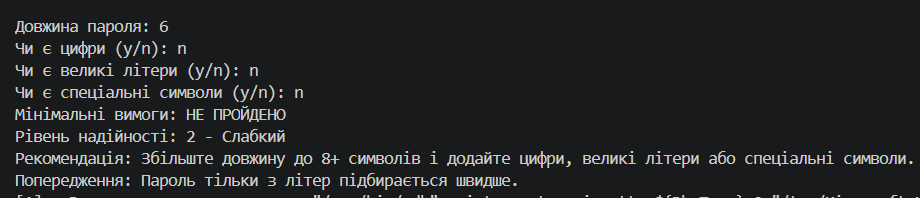 Довжина пароля: 6
Чи є цифри (y/n): n
Чи є великі літери (y/n): n
Чи є спеціальні символи (y/n): n
Мінімальні вимоги: НЕ ПРОЙДЕНО
Рівень надійності: 2 - Слабкий
Рекомендація: Збільште довжину до 8+ символів і додайте цифри, великі літери або спеціальні символи.
Попередження: Пароль тільки з літер підбирається швидше.